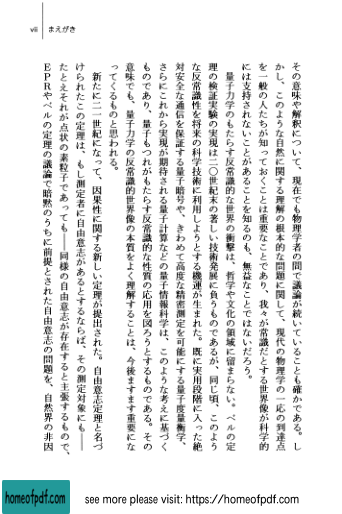 vii　まえがき
その意味や解釈について、現在でも物理学者の間で議論が続いていることも確かである。し
かし、このような自然に関する理解の根本的な問題に関して、現代の物理学の一応の到達点
を一般の人たちが知っておくことは重要なことであり、我々が常識だとする世界像が科学的
には支持されないことがあることを知るのも、無益なことではないだろう。
量子力学のもたらす反常識的な世界の衝撃は、哲学や文化の領域に留まらない。ベルの定
理の検証実験の実現は二〇世紀末の著しい技術発展に負うものであるが、同じ頃、このよう
な反常識性を将来の科学技術に利用しようとする機運が生まれた。既に実用段階に入った絶
対安全な通信を保証する量子暗号や、きわめて高度な精密測定を可能にする量子度量衡学、
さらにこれから実現が期待される量子計算などの量子情報科学は、このような考えに基づく
ものであり、量子もつれがもたらす反常識的な性質の応用を図ろうとするものである。その
意味でも、量子力学の反常識的世界像の本質をよく理解することは、今後ますます重要にな
ってくるものと思われる。
新たに二一世紀になって、因果性に関する新しい定理が提出された。自由意志定理と名づ
けられたこの定理は、もし測定者に自由意志があるとするならば、その測定対象にも――
たとえそれが点状の素粒子であっても――同様の自由意志が存在すると主張するもので、
EPRやベルの定理の議論で暗黙のうちに前提とされた自由意志の問題を、自然界の非因
homeofpdf.com
see more please visit: https://homeofpdf.com